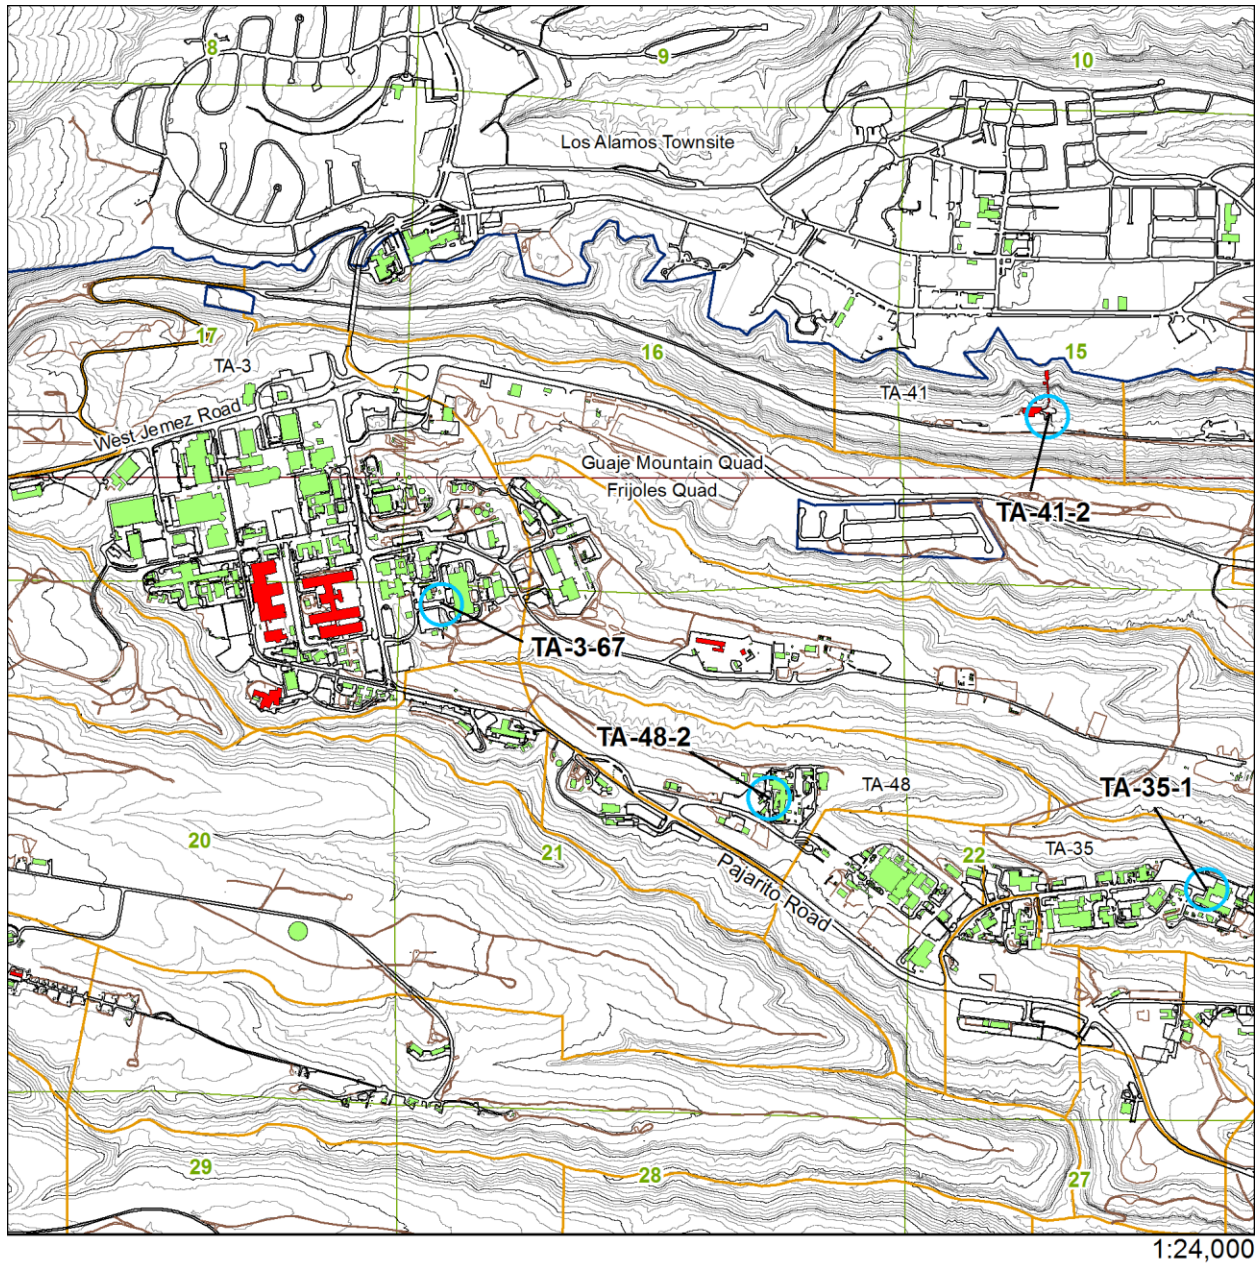 8
9
10
Los Alamos Townsite
17
16
15
TA-3
TA-41
West Jemez Road
Guaje Mountain Quad
Frijoles Quad
TA-41-2
TA-3-67
TA-48-2
TA-48
TA-35-1
20
21
22
TA-35
Pajarito Road
29
28
27
1:24,000